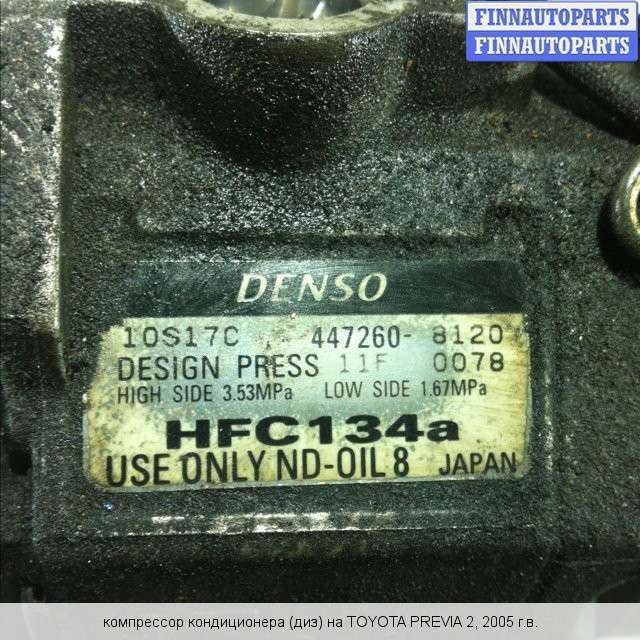 FINNAUTOPARTS
FINNAUTOPARTS
DENSO
10S17C 447260-8120
DESIGN PRESS 11F 0078
HIGH SIDE 3.53MPa LOW SIDE 1.67MPa
HFC134a
USE ONLY ND-OIL 8 JAPAN
компрессор кондиционера (диз) на TOYOTA PREVIA 2, 2005 г.в.